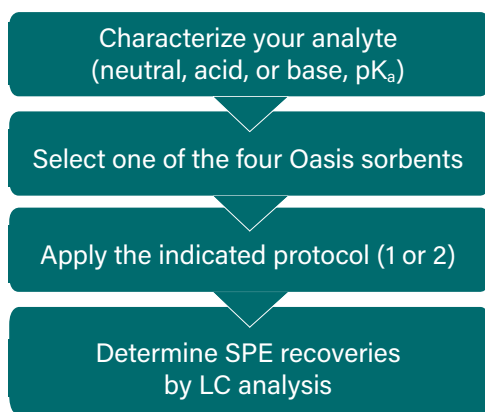 Characterize your analyte
(neutral, acid, or base, pKₐ)
Select one of the four Oasis sorbents
Apply the indicated protocol (1 or 2)
Determine SPE recoveries
by LC analysis